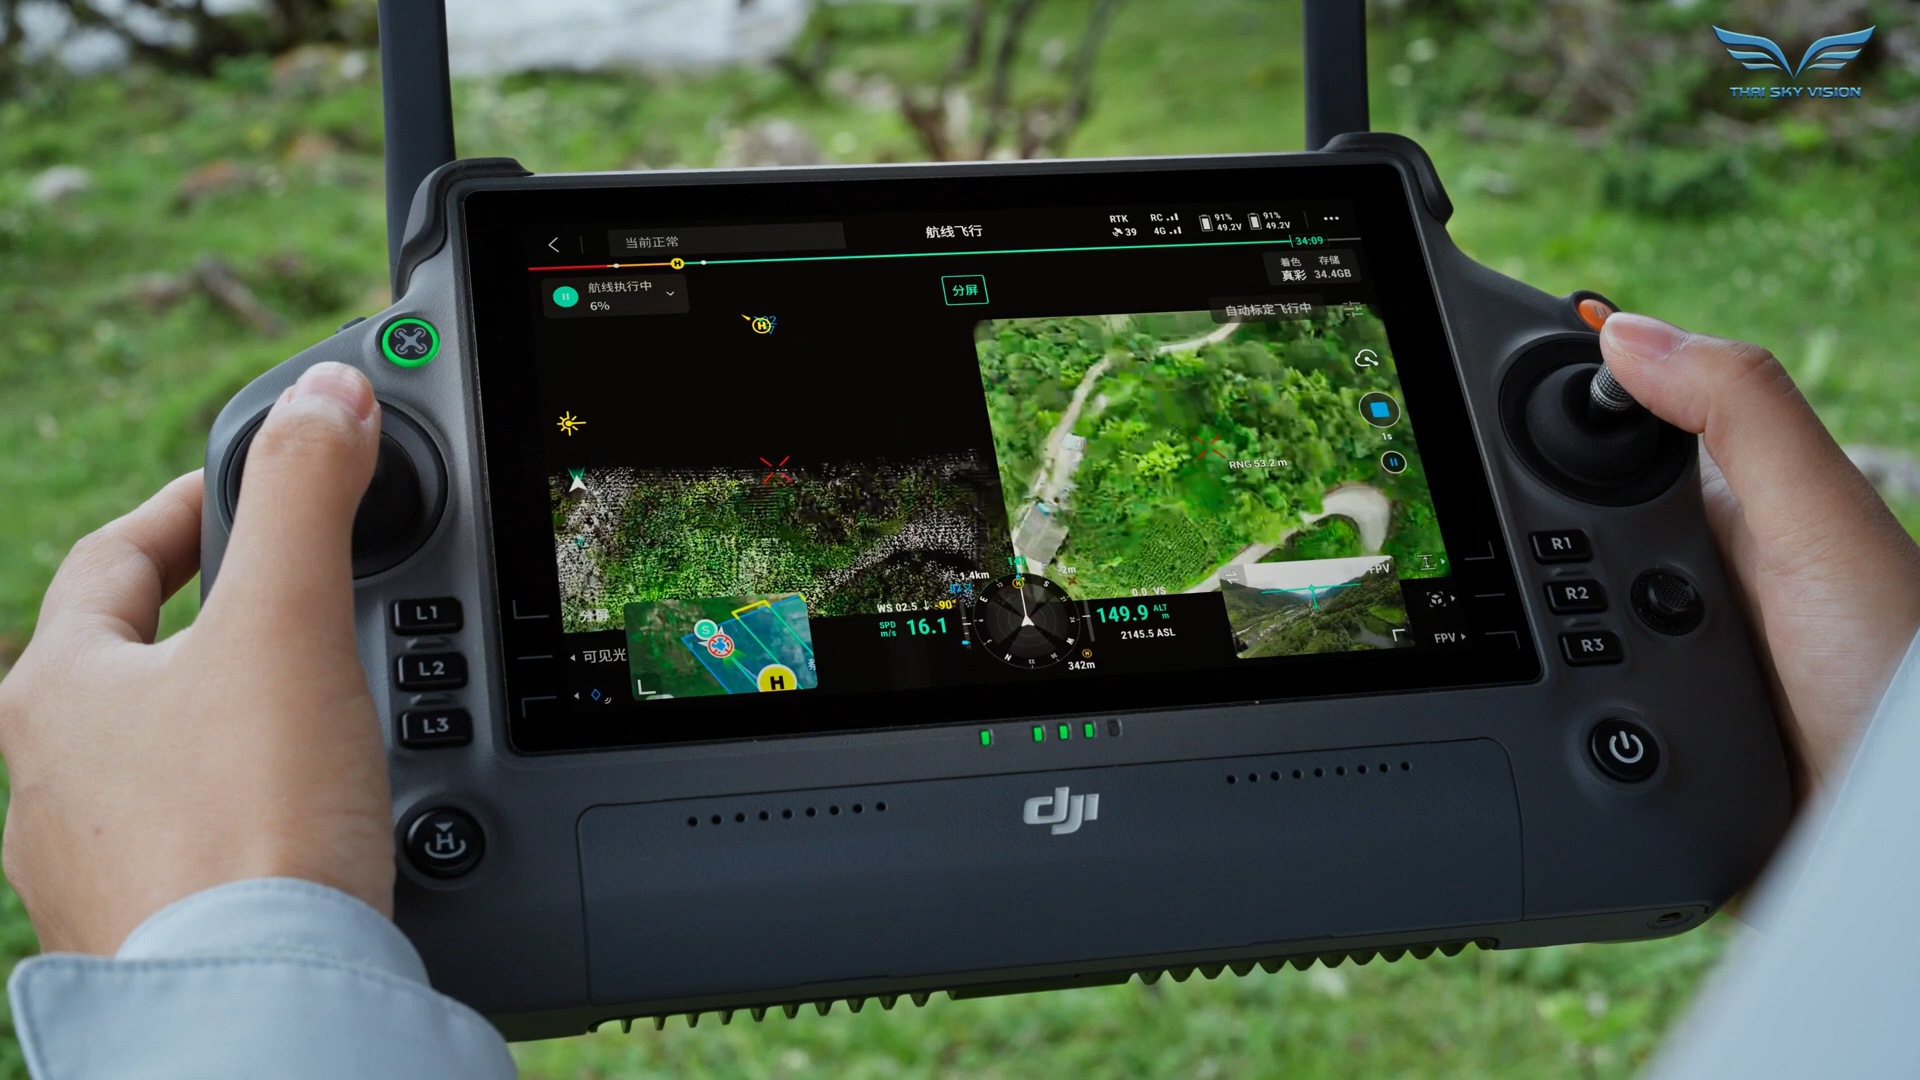 THAI SKY VISION
当前正常
航线飞行
RTK
39
RC
4G
91%
49.2V
91%
49.2V
34:09
航线执行中
6%
分屏
着色
真彩
存储
34.4GB
自动标定飞行中
RNG 53.2 m
1s
1.4km
-2m
WS 02.5
-90°
SPD
m/s
16.1
0.0 VS
149.9
ALT
m
2145.5 ASL
E
S
W
N
33
342m
FPV
FPV
分屏
可见光
S
H
L1
L2
L3
R1
R2
R3
H
dji